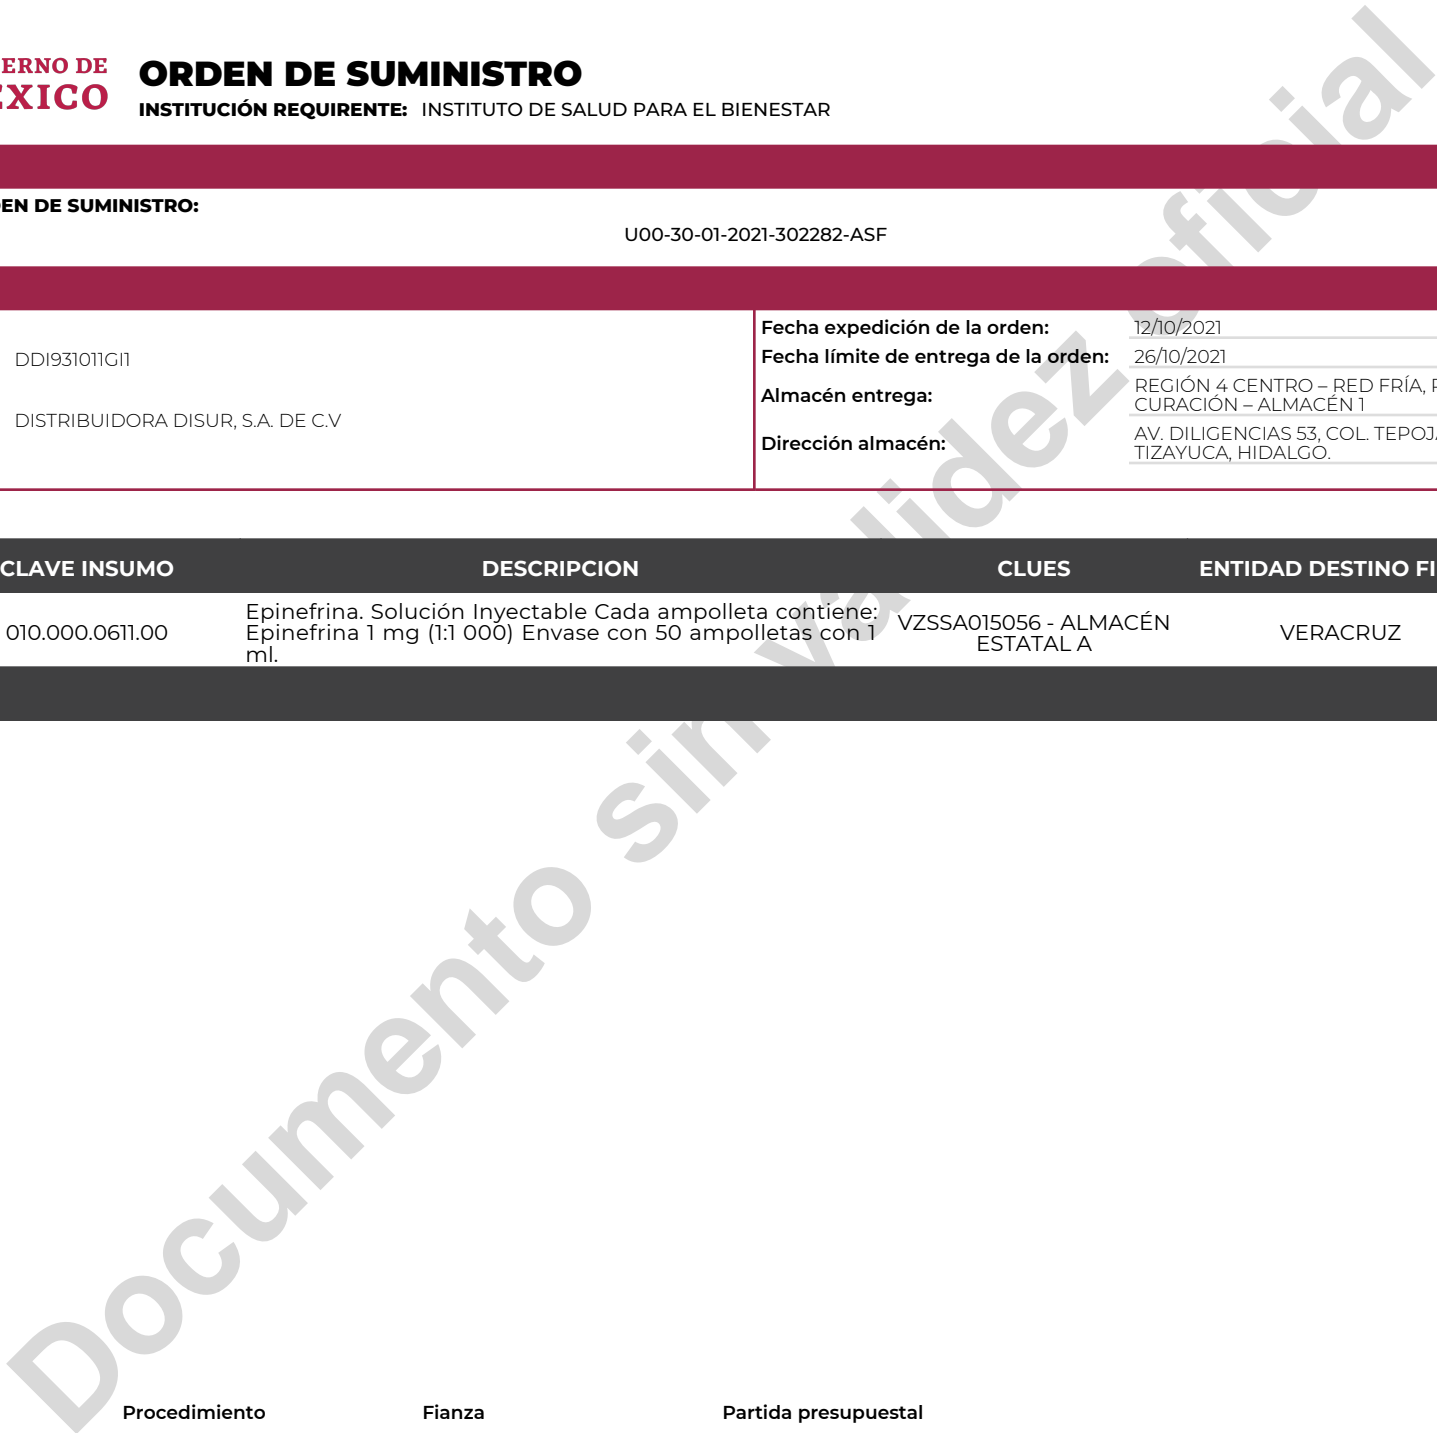 ERNO DE
EXICO
ORDEN DE SUMINISTRO
INSTITUCIÓN REQUIRENTE: INSTITUTO DE SALUD PARA EL BIENESTAR
EN DE SUMINISTRO:
U00-30-01-2021-302282-ASF
DDI931011GI1
DISTRIBUIDORA DISUR, S.A. DE C.V
Fecha expedición de la orden: 12/10/2021
Fecha límite de entrega de la orden: 26/10/2021
Almacén entrega: REGIÓN 4 CENTRO – RED FRÍA,
CURACIÓN – ALMACÉN 1
Dirección almacén: AV. DILIGENCIAS 53, COL. TEPOJ
TIZAYUCA, HIDALGO.
CLAVE INSUMO DESCRIPCION CLUES ENTIDAD DESTINO FI
010.000.0611.00
Epinefrina. Solución Inyectable Cada ampolleta contiene:
Epinefrina 1 mg (1:1 000) Envase con 50 ampolletas con 1
ml.
VZSSA015056 - ALMACÉN
ESTATAL A
VERACRUZ
Documento sin validez oficial
Procedimiento Fianza Partida presupuestal